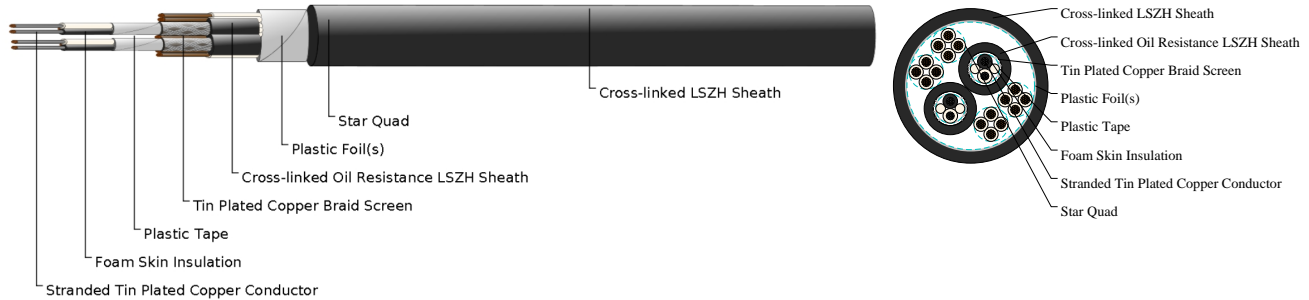 Cross-linked LSZH Sheath
Star Quad
Plastic Foil(s)
Cross-linked Oil Resistance LSZH Sheath
Tin Plated Copper Braid Screen
Plastic Tape
Foam Skin Insulation
Stranded Tin Plated Copper Conductor
Cross-linked LSZH Sheath
Cross-linked Oil Resistance LSZH Sheath
Tin Plated Copper Braid Screen
Plastic Foil(s)
Plastic Tape
Foam Skin Insulation
Stranded Tin Plated Copper Conductor
Star Quad